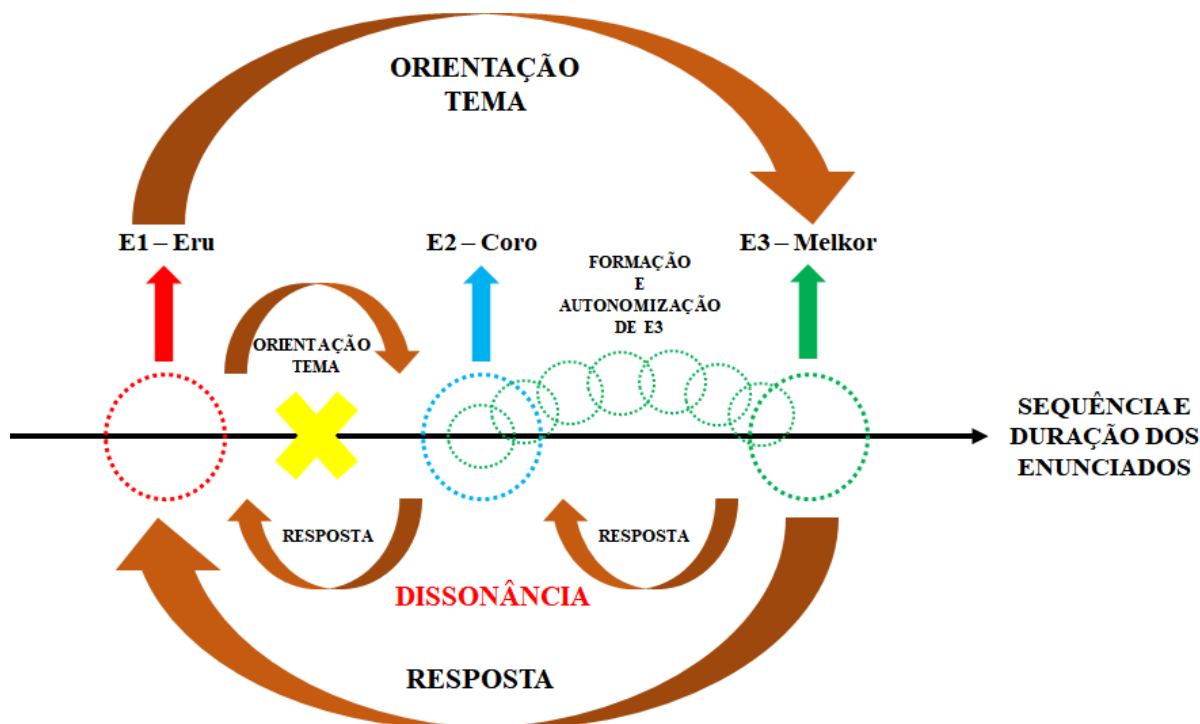 ORIENTAÇÃO
TEMA
E1 – Eru
E2 – Coro
E3 – Melkor
FORMAÇÃO
E
AUTONOMIZAÇÃO
DE E3
ORIENTAÇÃO
TEMA
SEQUÊNCIA E
DURAÇÃO DOS
ENUNCIADOS
RESPOSTA
RESPOSTA
DISSONÂNCIA
RESPOSTA